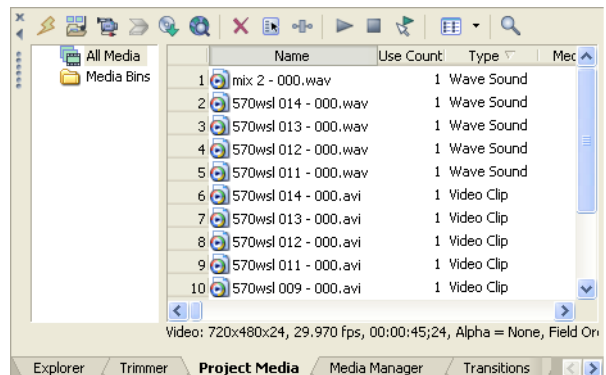 All Media
Media Bins
Name Use Count Type Mec
1 mix 2 - 000.wav 1 Wave Sound
2 570wsl 014 - 000.wav 1 Wave Sound
3 570wsl 013 - 000.wav 1 Wave Sound
4 570wsl 012 - 000.wav 1 Wave Sound
5 570wsl 011 - 000.wav 1 Wave Sound
6 570wsl 014 - 000.avi 1 Video Clip
7 570wsl 013 - 000.avi 1 Video Clip
8 570wsl 012 - 000.avi 1 Video Clip
9 570wsl 011 - 000.avi 1 Video Clip
10 570wsl 009 - 000.avi 1 Video Clip
Video: 720x480x24, 29.970 fps, 00:00:45;24, Alpha = None, Field Or
Explorer Trimmer Project Media Media Manager Transitions